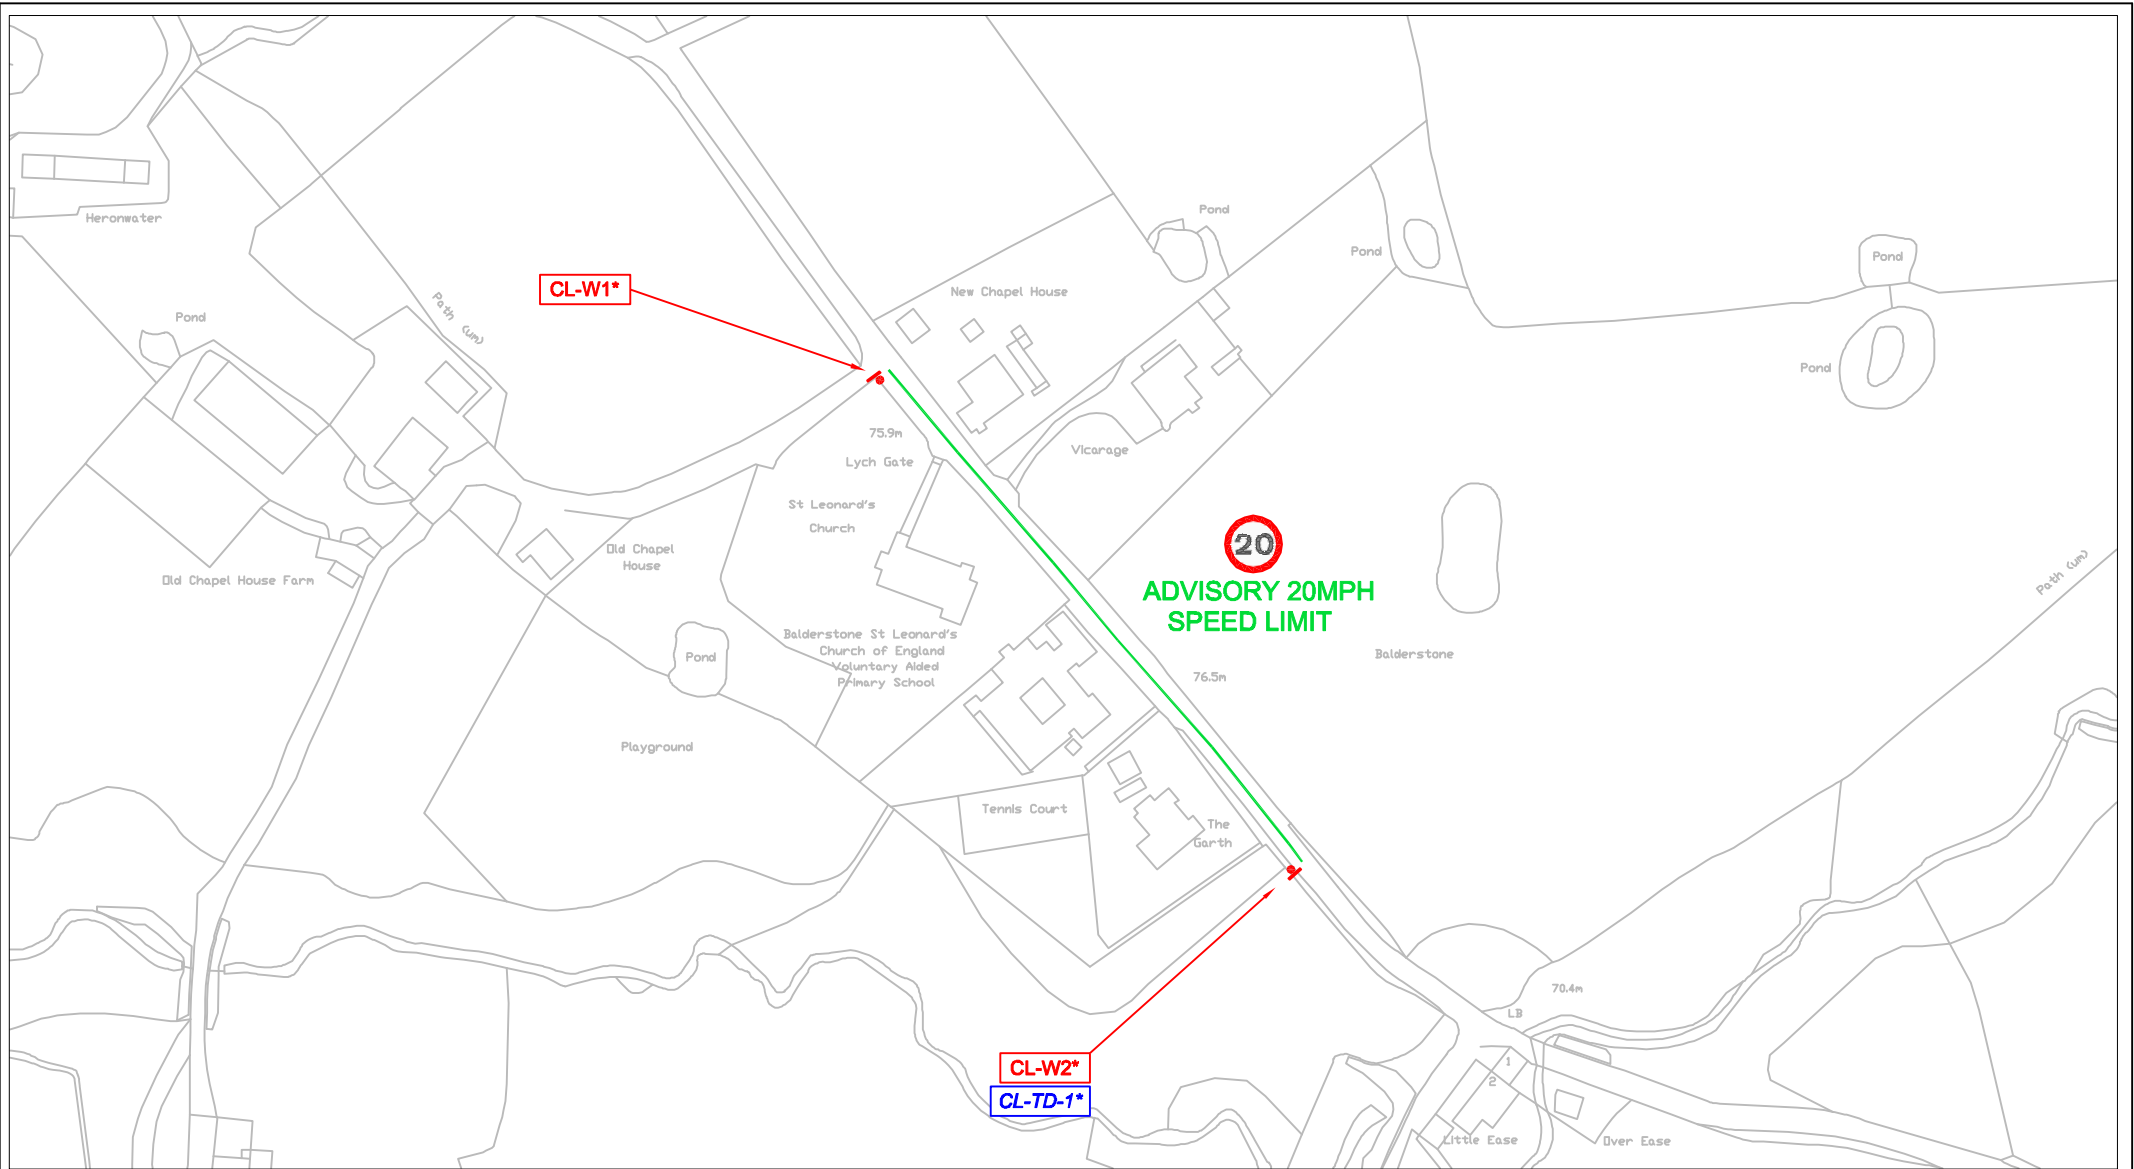 Heronwater
Pond
Pond
Pond
CL-W1*
New Chapel House
Path (um)
Pond
Pond
75.9m
Vicarage
Lych Gate
St Leonard's
Church
20
ADVISORY 20MPH
SPEED LIMIT
Old Chapel
House
Old Chapel House Farm
Path (um)
Balderstone St Leonard's
Church of England
Voluntary Aided
Primary School
Pond
Balderstone
76.5m
Playground
Tennis Court
The
Garth
70.4m
LB
CL-W2*
CL-TD-1*
1
2
Little Ease
Over Ease